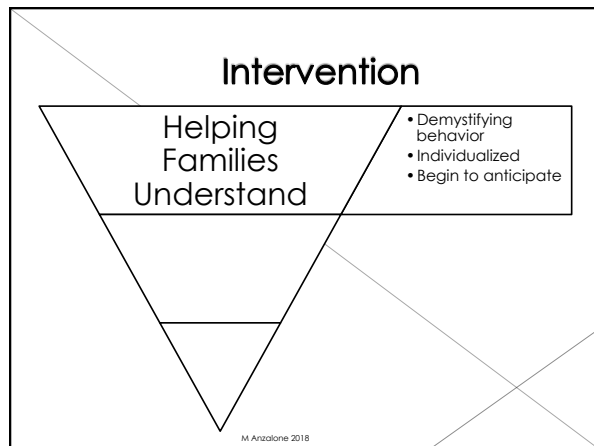 Intervention
Helping
Families
Understand
• Demystifying
behavior
• Individualized
• Begin to anticipate
M Anzalone 2018